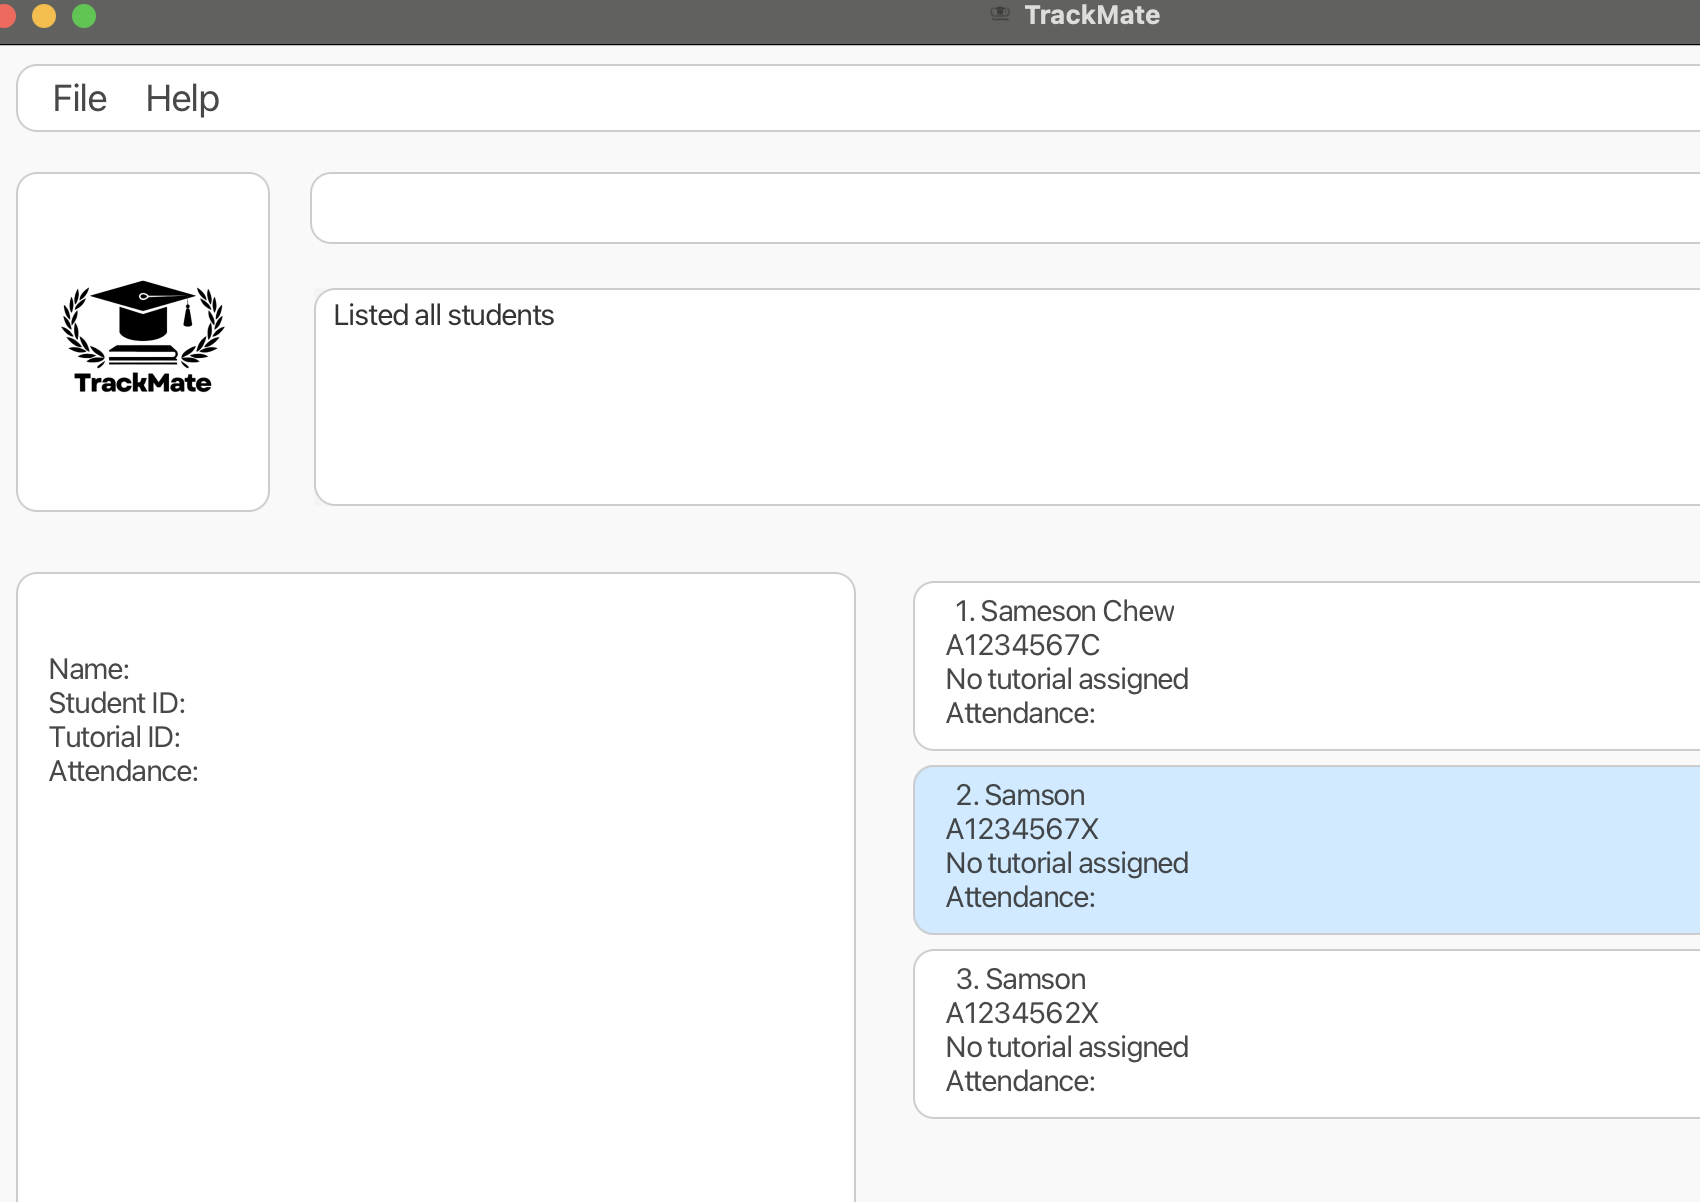 TrackMate
File Help
TrackMate
Listed all students
Name:
Student ID:
Tutorial ID:
Attendance:
1. Sameson Chew
A1234567C
No tutorial assigned
Attendance:
2. Samson
A1234567X
No tutorial assigned
Attendance:
3. Samson
A1234562X
No tutorial assigned
Attendance: